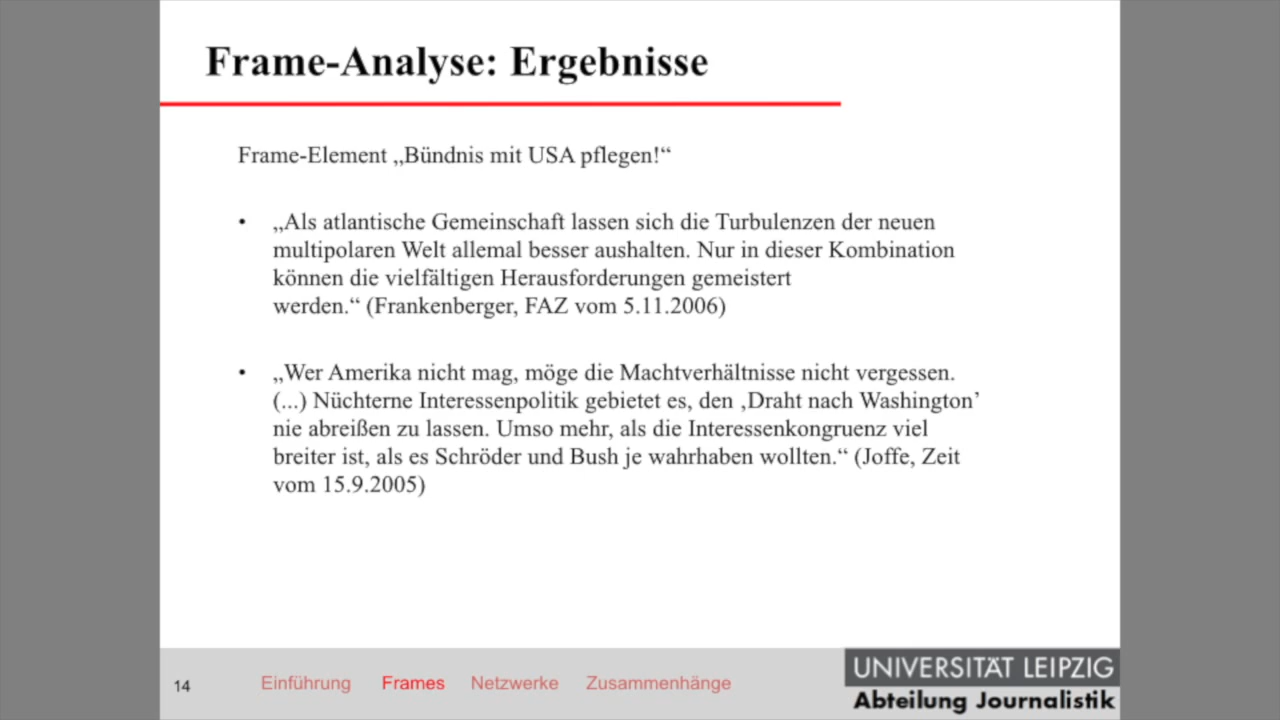 Frame-Analyse: Ergebnisse
Frame-Element „Bündnis mit USA pflegen!“
• „Als atlantische Gemeinschaft lassen sich die Turbulenzen der neuen
multipolaren Welt allemal besser aushalten. Nur in dieser Kombination
können die vielfältigen Herausforderungen gemeistert
werden.“ (Frankenberger, FAZ vom 5.11.2006)
• „Wer Amerika nicht mag, möge die Machtverhältnisse nicht vergessen.
(...) Nüchterne Interessenpolitik gebietet es, den ‚Draht nach Washington’
nie abreißen zu lassen. Umso mehr, als die Interessenkongruenz viel
breiter ist, als es Schröder und Bush je wahrhaben wollten.“ (Joffe, Zeit
vom 15.9.2005)
14 Einführung Frames Netzwerke Zusammenhänge
UNIVERSITÄT LEIPZIG
Abteilung Journalistik